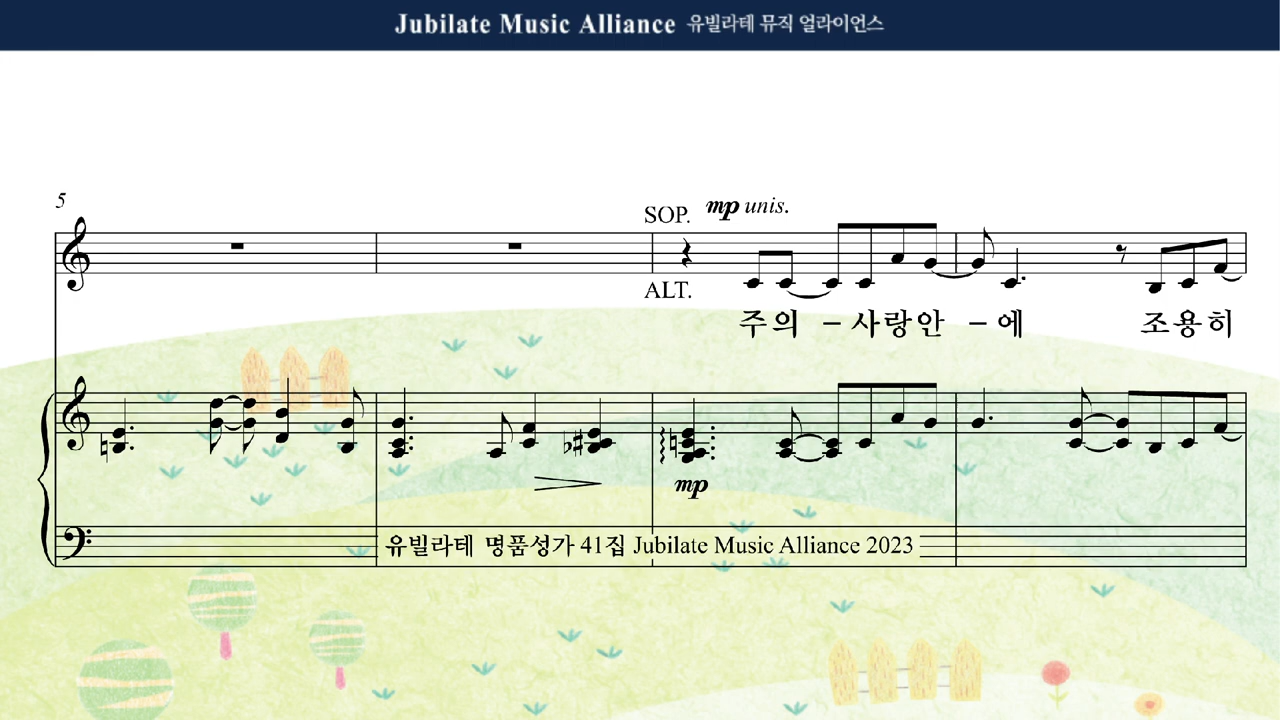 Jubilate Music Alliance 유빌라테 뮤직 얼라이언스
5
SOP. mp unis.
ALT.
주의 – 사랑안 – 에 조용히
mp
유빌라테 명품성가 41집 Jubilate Music Alliance 2023